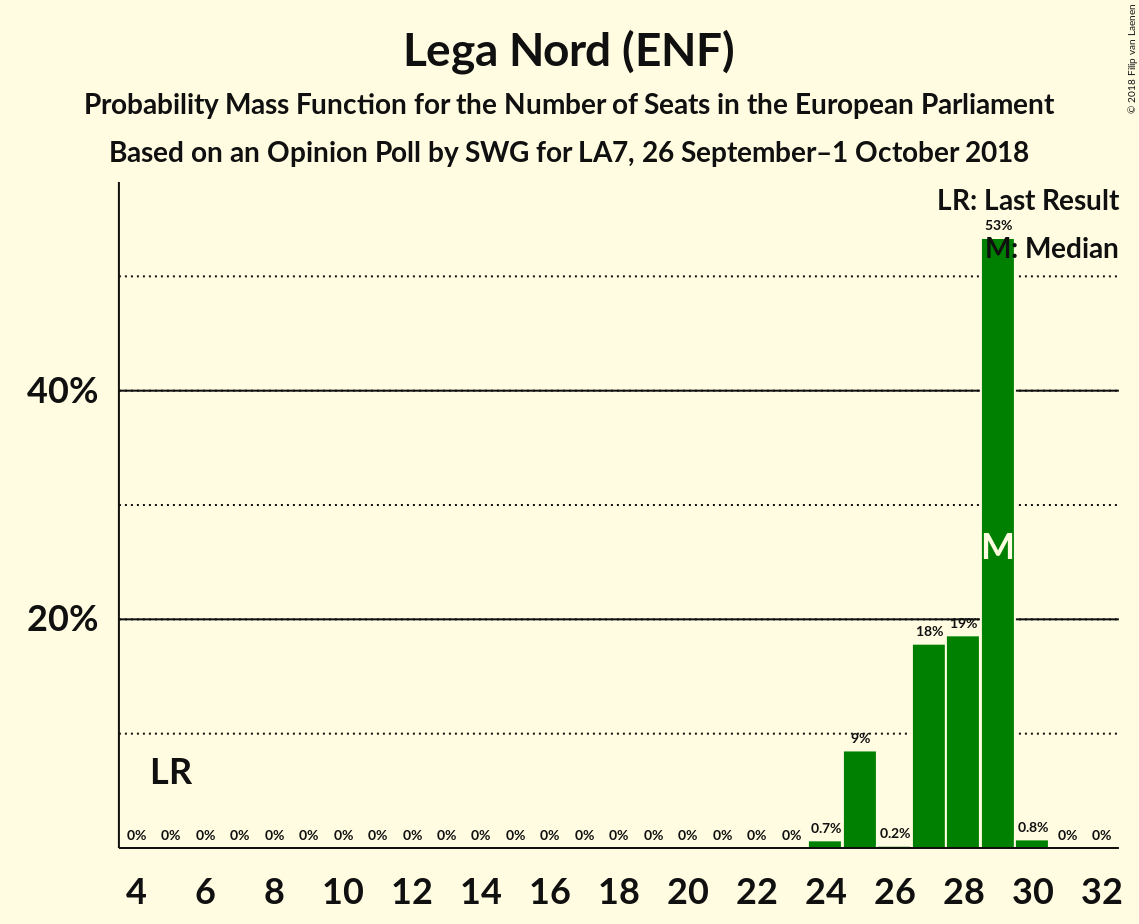 Lega Nord (ENF)
Probability Mass Function for the Number of Seats in the European Parliament
Based on an Opinion Poll by SWG for LA7, 26 September–1 October 2018
© 2018 Filip van Laenen
LR: Last Result
M: Median
53%
40%
M
20%
18% 19%
9%
LR
0% 0% 0% 0% 0% 0% 0% 0% 0% 0% 0% 0% 0% 0% 0% 0% 0% 0% 0% 0% 0.7% 0.2% 0.8% 0% 0%
4 6 8 10 12 14 16 18 20 22 24 26 28 30 32